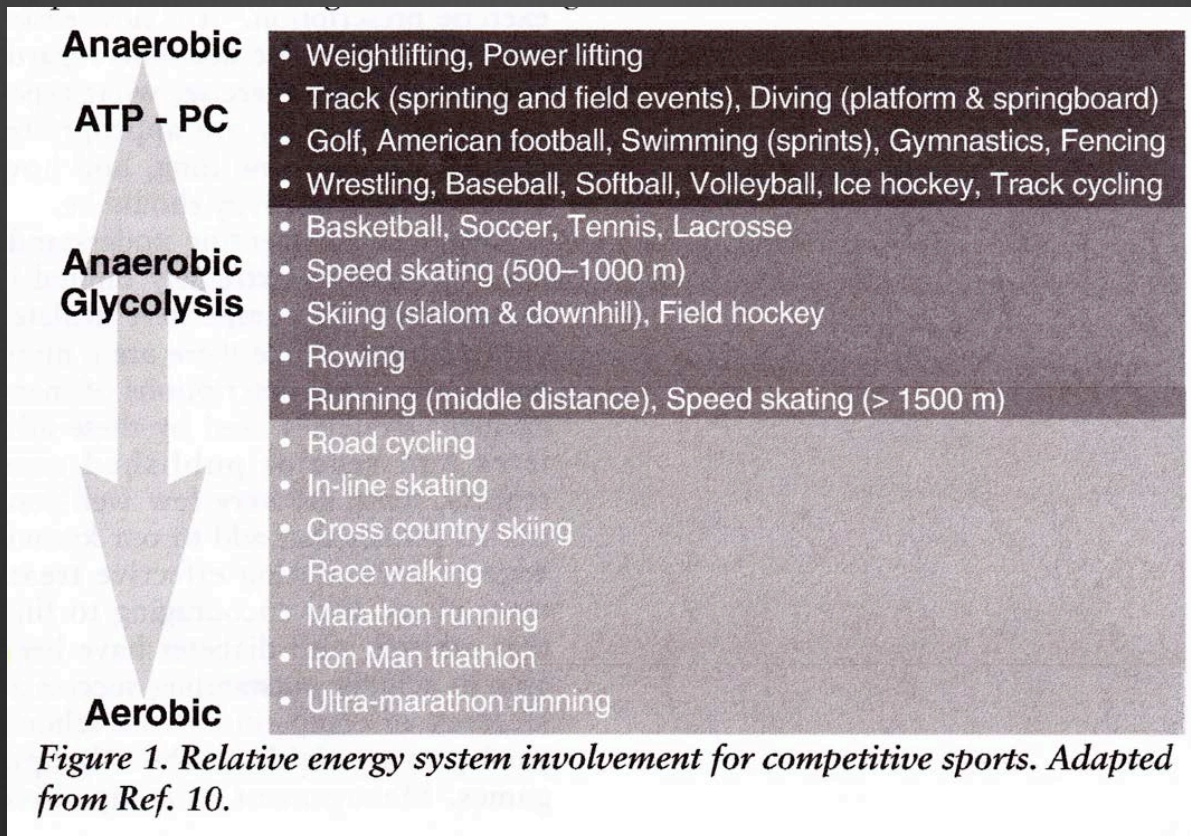 Anaerobic
ATP - PC
Anaerobic
Glycolysis
Aerobic
• Weightlifting, Power lifting
• Track (sprinting and field events), Diving (platform & springboard)
• Golf, American football, Swimming (sprints), Gymnastics, Fencing
• Wrestling, Baseball, Softball, Volleyball, Ice hockey, Track cycling
• Basketball, Soccer, Tennis, Lacrosse
• Speed skating (500–1000 m)
• Skiing (slalom & downhill), Field hockey
• Rowing
• Running (middle distance), Speed skating (> 1500 m)
• Road cycling
• In-line skating
• Cross country skiing
• Race walking
• Marathon running
• Iron Man triathlon
• Ultra-marathon running
Figure 1. Relative energy system involvement for competitive sports. Adapted
from Ref. 10.